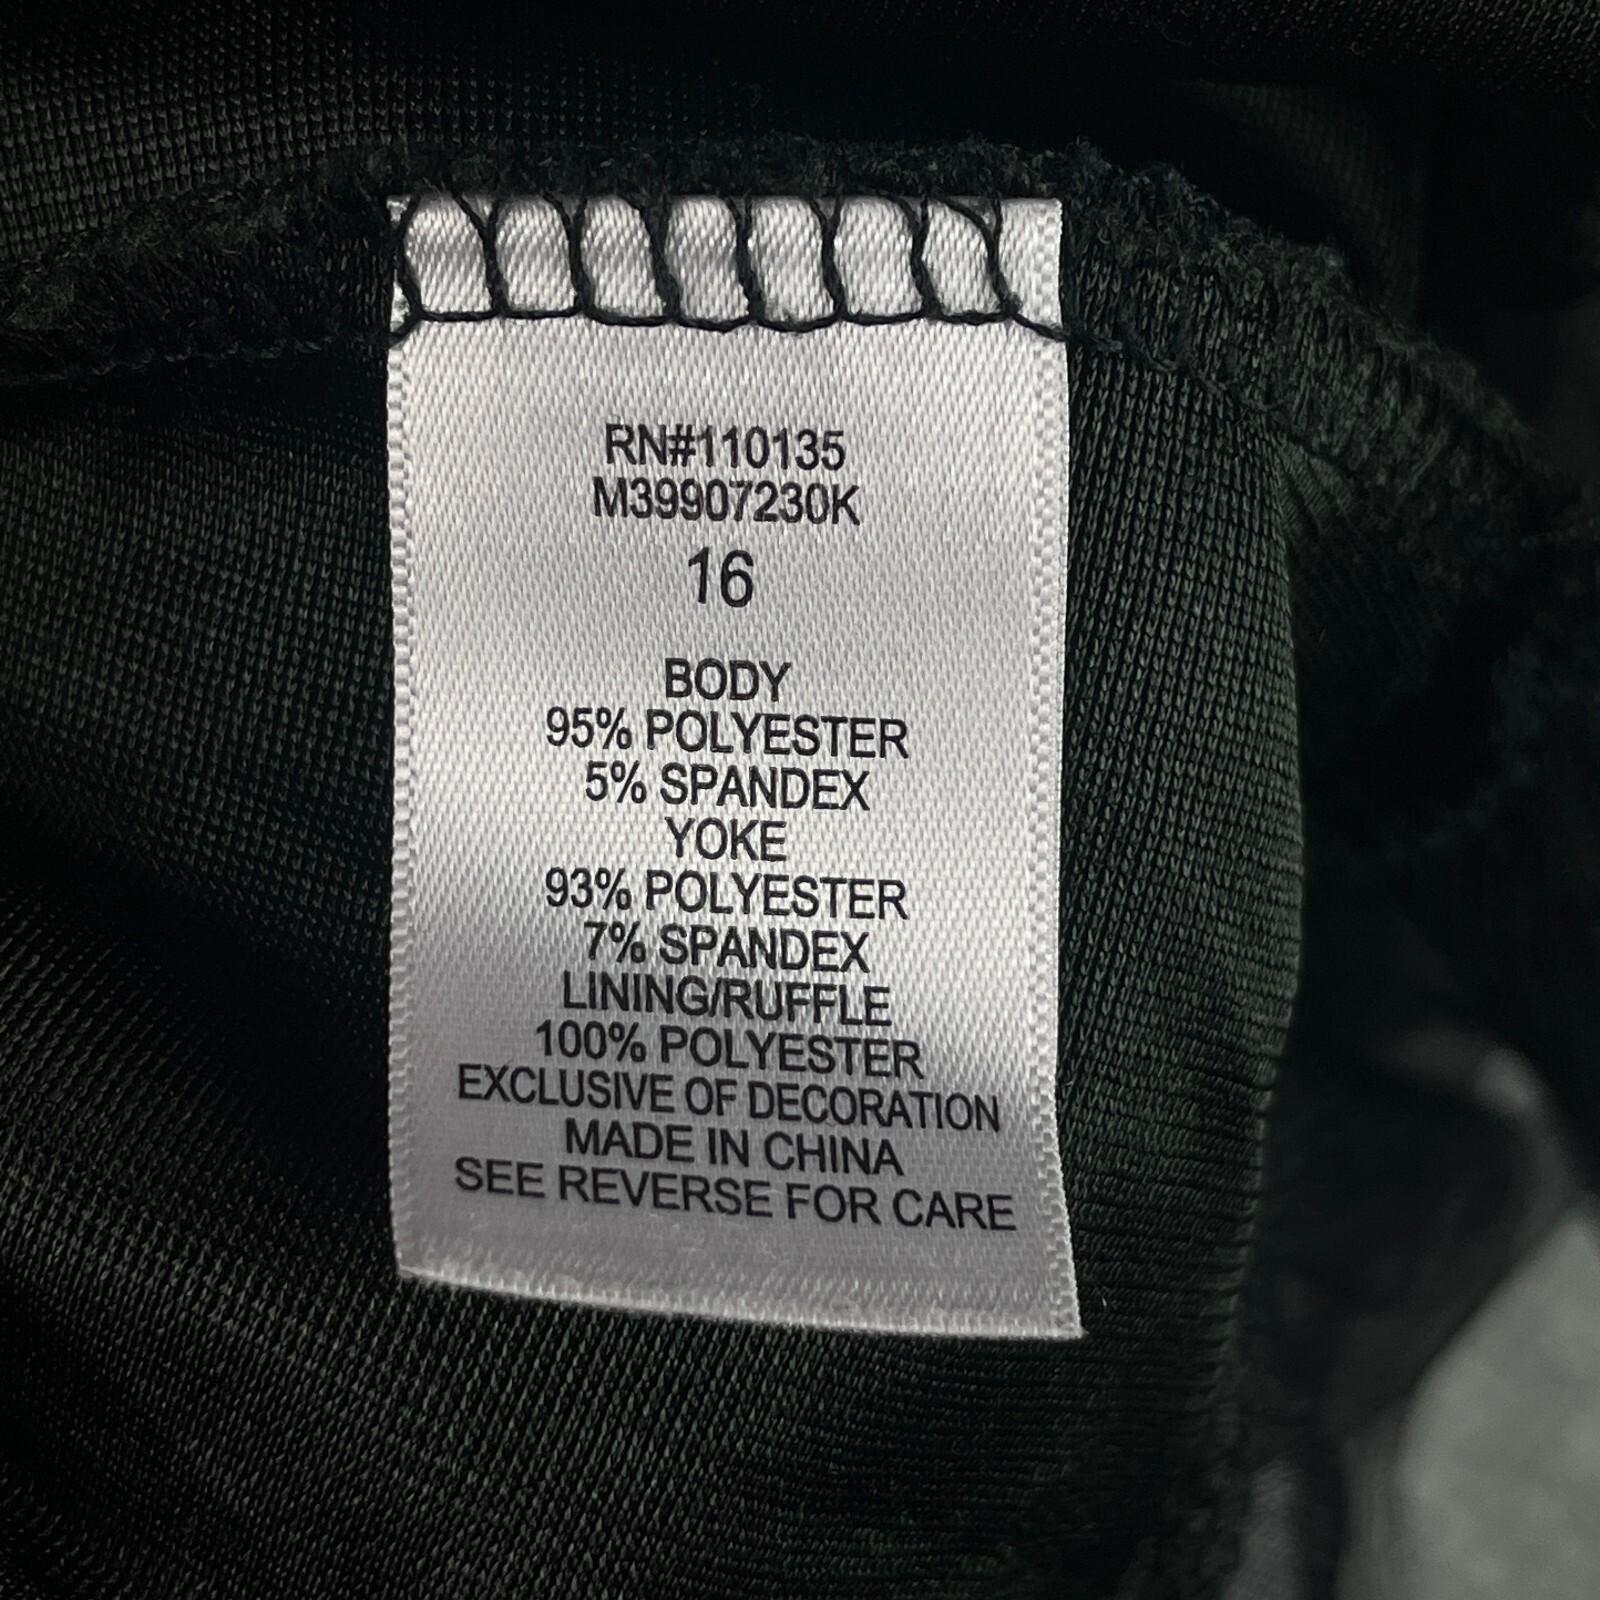 RN#110135
M39907230K
16
BODY
95% POLYESTER
5% SPANDEX
YOKE
93% POLYESTER
7% SPANDEX
LINING/RUFFLE
100% POLYESTER
EXCLUSIVE OF DECORATION
MADE IN CHINA
SEE REVERSE FOR CARE